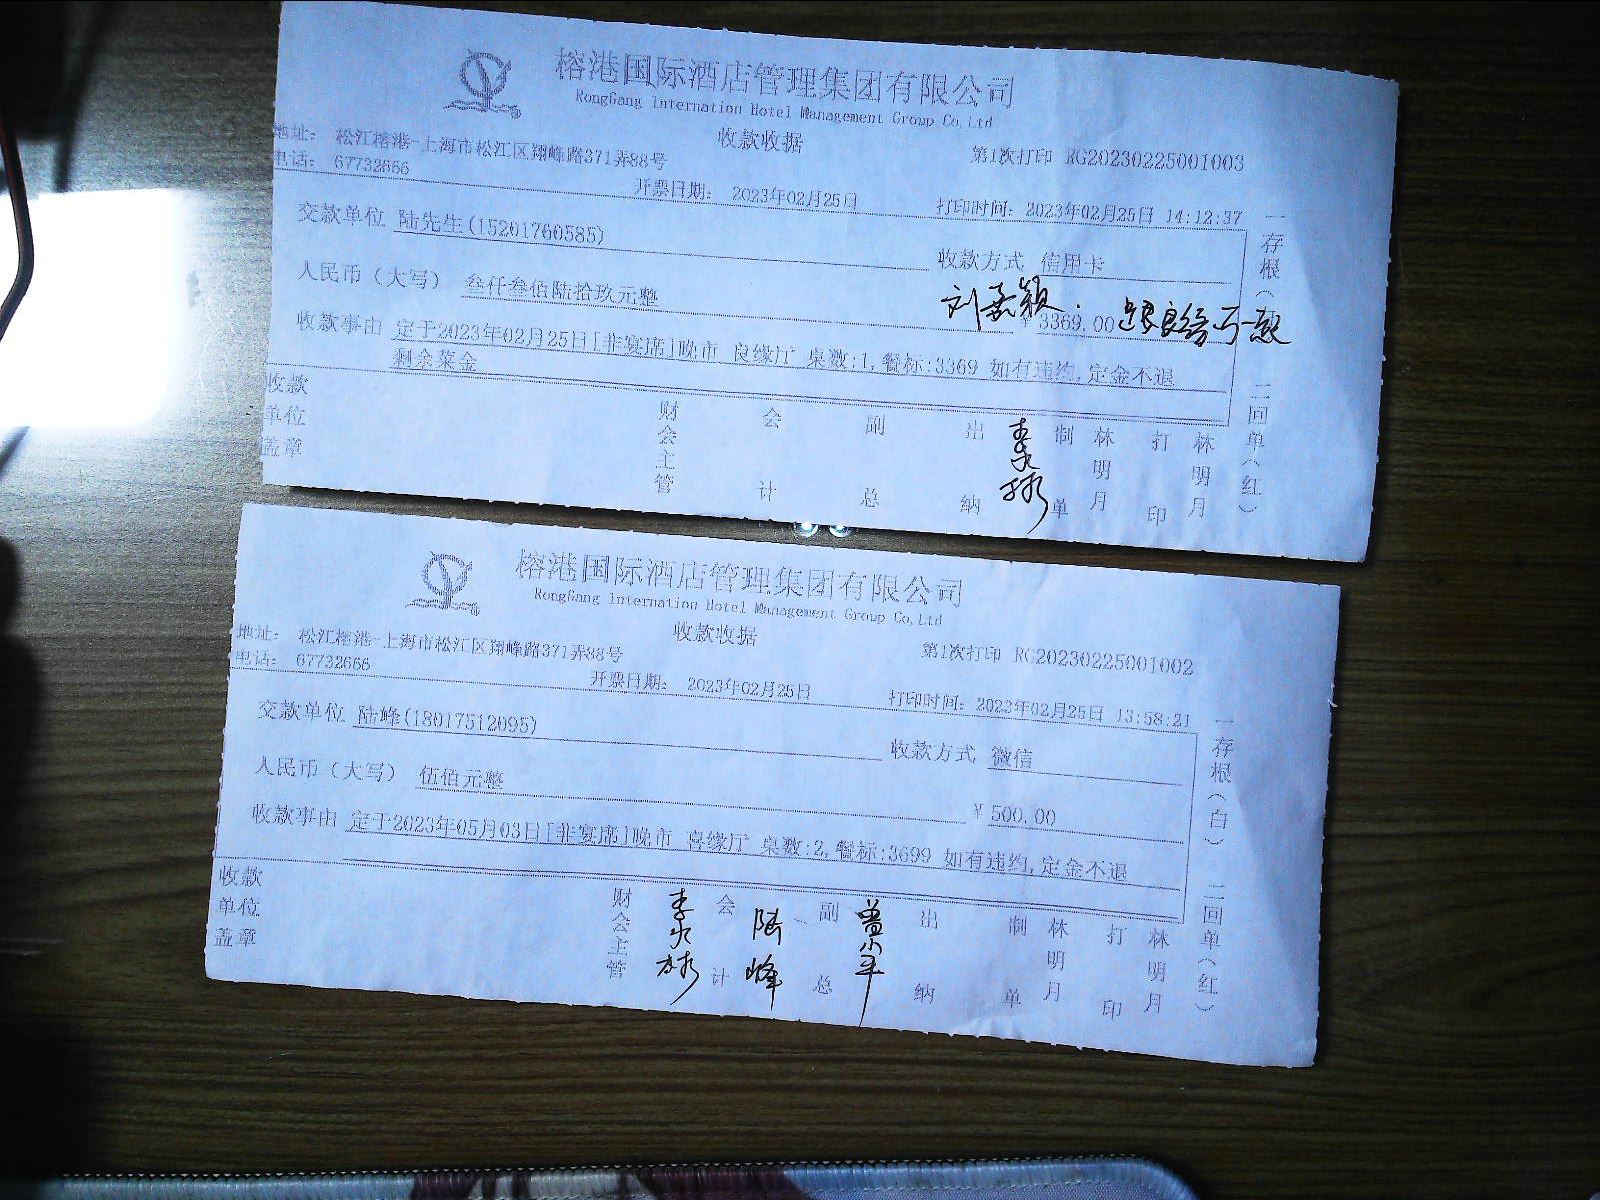 榕港国际酒店管理集团有限公司
RongGang Internation Hotel Management Group Co,Ltd
收款收据
地址: 松江榕港-上海市松江区翔峰路371弄88号
第1次打印 RG20230225001003
电话: 67732666
开票日期: 2023年02月25日
打印时间: 2023年02月25日 14:12:37
交款单位 陆先生(15201760585)
收款方式 信用卡
人民币（大写） 叁仟叁佰陆拾玖元整
刘嘉颖
¥ 3369.00
收款事由 定于2023年02月25日[非宴席]晚市 良缘厅 桌数:1,餐标:3369 如有违约,定金不退
剩余菜金
收款单位盖章
财会主管 会计 副总 出纳 制单 林明月 打印 林明月
一存根（白） 二回单（红）
榕港国际酒店管理集团有限公司
RongGang Internation Hotel Management Group Co,Ltd
收款收据
地址: 松江榕港-上海市松江区翔峰路371弄88号
第1次打印 RG20230225001002
电话: 67732666
开票日期: 2023年02月25日
打印时间: 2023年02月25日 13:58:21
交款单位 陆峰(18017512095)
收款方式 微信
人民币（大写） 伍佰元整
¥ 500.00
收款事由 定于2023年05月03日[非宴席]晚市 喜缘厅 桌数:2,餐标:3699 如有违约,定金不退
收款单位盖章
财会主管 会计 陆峰 副总 曾小平 出纳 制单 林明月 打印 林明月
一存根（白） 二回单（红）